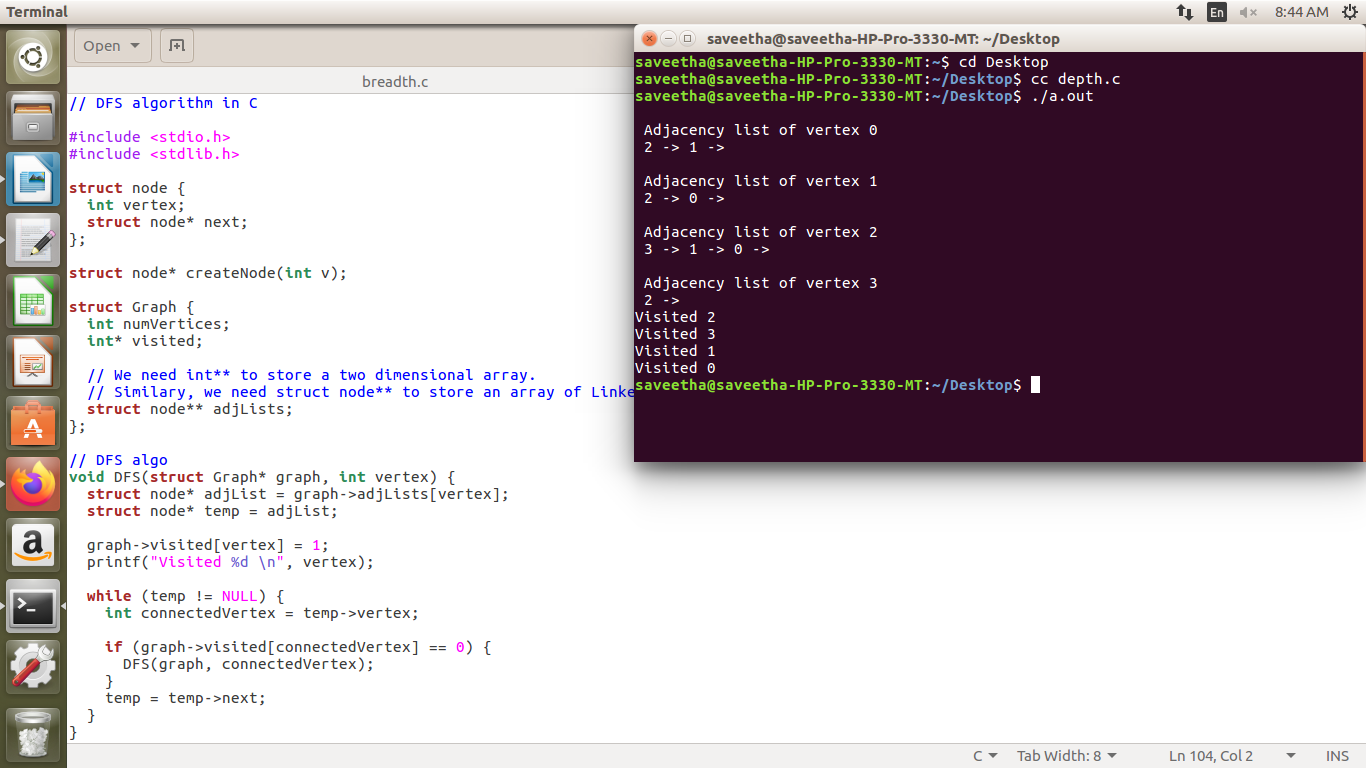 Terminal
En
8:44 AM
Open
breadth.c
// DFS algorithm in C
#include <stdio.h>
#include <stdlib.h>
struct node {
  int vertex;
  struct node* next;
};
struct node* createNode(int v);
struct Graph {
  int numVertices;
  int* visited;
  // We need int** to store a two dimensional array.
  // Similary, we need struct node** to store an array of Linke
  struct node** adjLists;
};
// DFS algo
void DFS(struct Graph* graph, int vertex) {
  struct node* adjList = graph->adjLists[vertex];
  struct node* temp = adjList;
  graph->visited[vertex] = 1;
  printf("Visited %d \n", vertex);
  while (temp != NULL) {
    int connectedVertex = temp->vertex;
    if (graph->visited[connectedVertex] == 0) {
      DFS(graph, connectedVertex);
    }
    temp = temp->next;
  }
}
C
Tab Width: 8
Ln 104, Col 2
INS
saveetha@saveetha-HP-Pro-3330-MT: ~/Desktop
saveetha@saveetha-HP-Pro-3330-MT:~$ cd Desktop
saveetha@saveetha-HP-Pro-3330-MT:~/Desktop$ cc depth.c
saveetha@saveetha-HP-Pro-3330-MT:~/Desktop$ ./a.out
 Adjacency list of vertex 0
 2 -> 1 ->
 Adjacency list of vertex 1
 2 -> 0 ->
 Adjacency list of vertex 2
 3 -> 1 -> 0 ->
 Adjacency list of vertex 3
 2 ->
Visited 2
Visited 3
Visited 1
Visited 0
saveetha@saveetha-HP-Pro-3330-MT:~/Desktop$